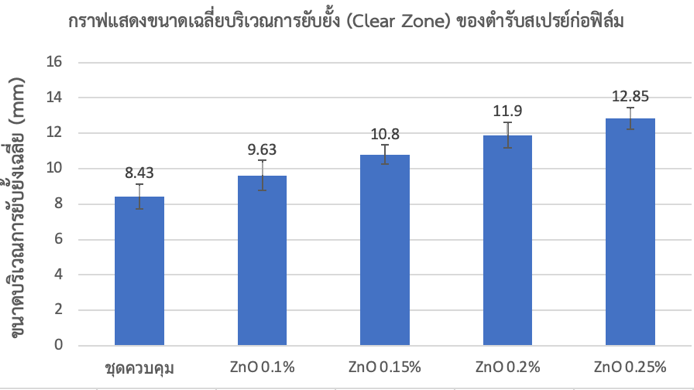 กราฟแสดงขนาดเฉลี่ยบริเวณการยับยั้ง (Clear Zone) ของตำรับสเปรย์ก่อฟิล์ม
ขนาดบริเวณการยับยั้งเฉลี่ย (mm)
16
14
12
10
8
6
4
2
0
8.43
9.63
10.8
11.9
12.85
ชุดควบคุม
ZnO 0.1%
ZnO 0.15%
ZnO 0.2%
ZnO 0.25%